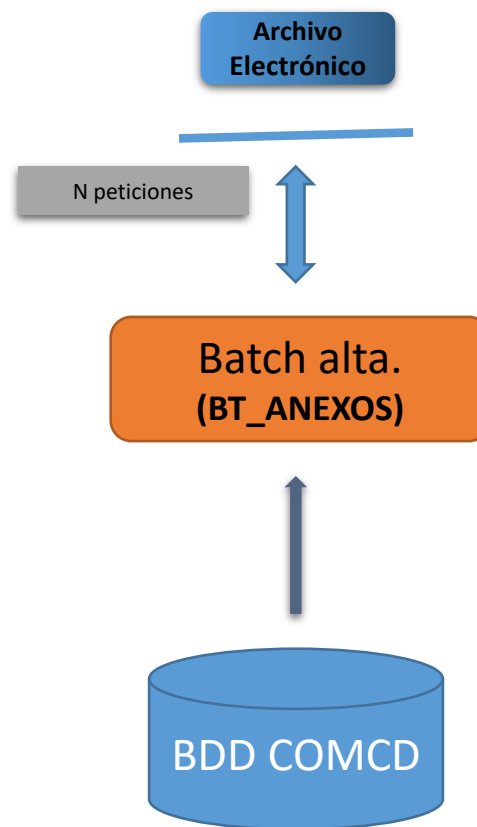 Archivo
Electrónico
N peticiones
Batch alta.
(BT_ANEXOS)
BDD COMCD